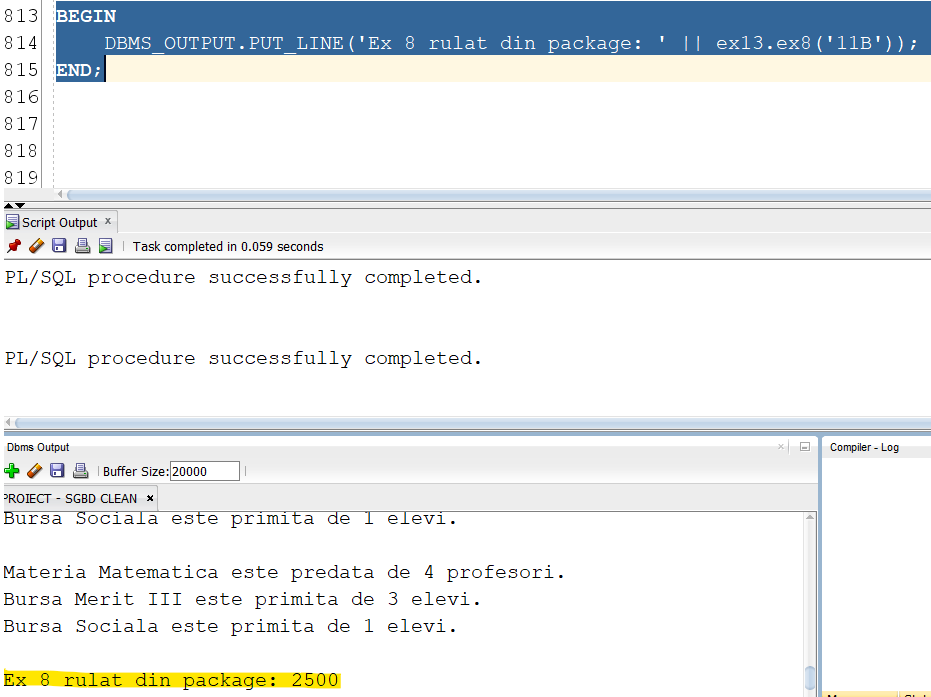 813 BEGIN
814 DBMS_OUTPUT.PUT_LINE('Ex 8 rulat din package: ' || ex13.ex8('11B'));
815 END;
816
817
818
819
Script Output x
Task completed in 0.059 seconds
PL/SQL procedure successfully completed.
PL/SQL procedure successfully completed.
Dbms Output
Compiler - Log
Buffer Size: 20000
PROIECT - SGBD CLEAN x
Bursa Sociala este primita de 1 elevi.
Materia Matematica este predata de 4 profesori.
Bursa Merit III este primita de 3 elevi.
Bursa Sociala este primita de 1 elevi.
Ex 8 rulat din package: 2500